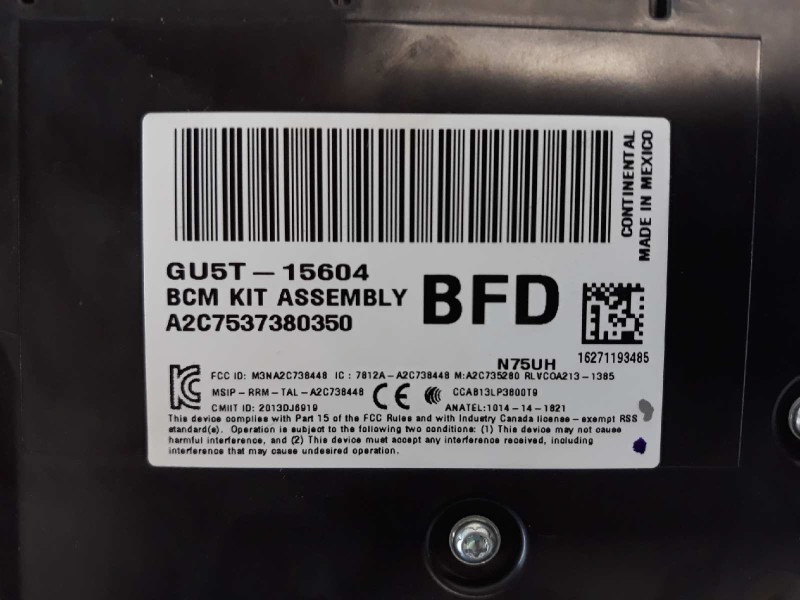 CONTINENTAL
MADE IN MEXICO
GU5T-15604
BCM KIT ASSEMBLY
A2C7537380350
BFD
16271193485
N75UH
FCC ID: M3NA2C738448 IC: 7812A-A2C738448 M:A2C735280 RLVCOA213-1385
MSIP-RRM-TAL-A2C738448 CE CCAB13LP3800T9
CMIIT ID: 2013DJ6919 ANATEL:1014-14-1821
This device complies with Part 15 of the FCC Rules and with Industry Canada license-exempt RSS
standard(s). Operation is subject to the following two conditions: (1) This device may not cause
harmful interference, and (2) This device must accept any interference received, including
interference that may cause undesired operation.